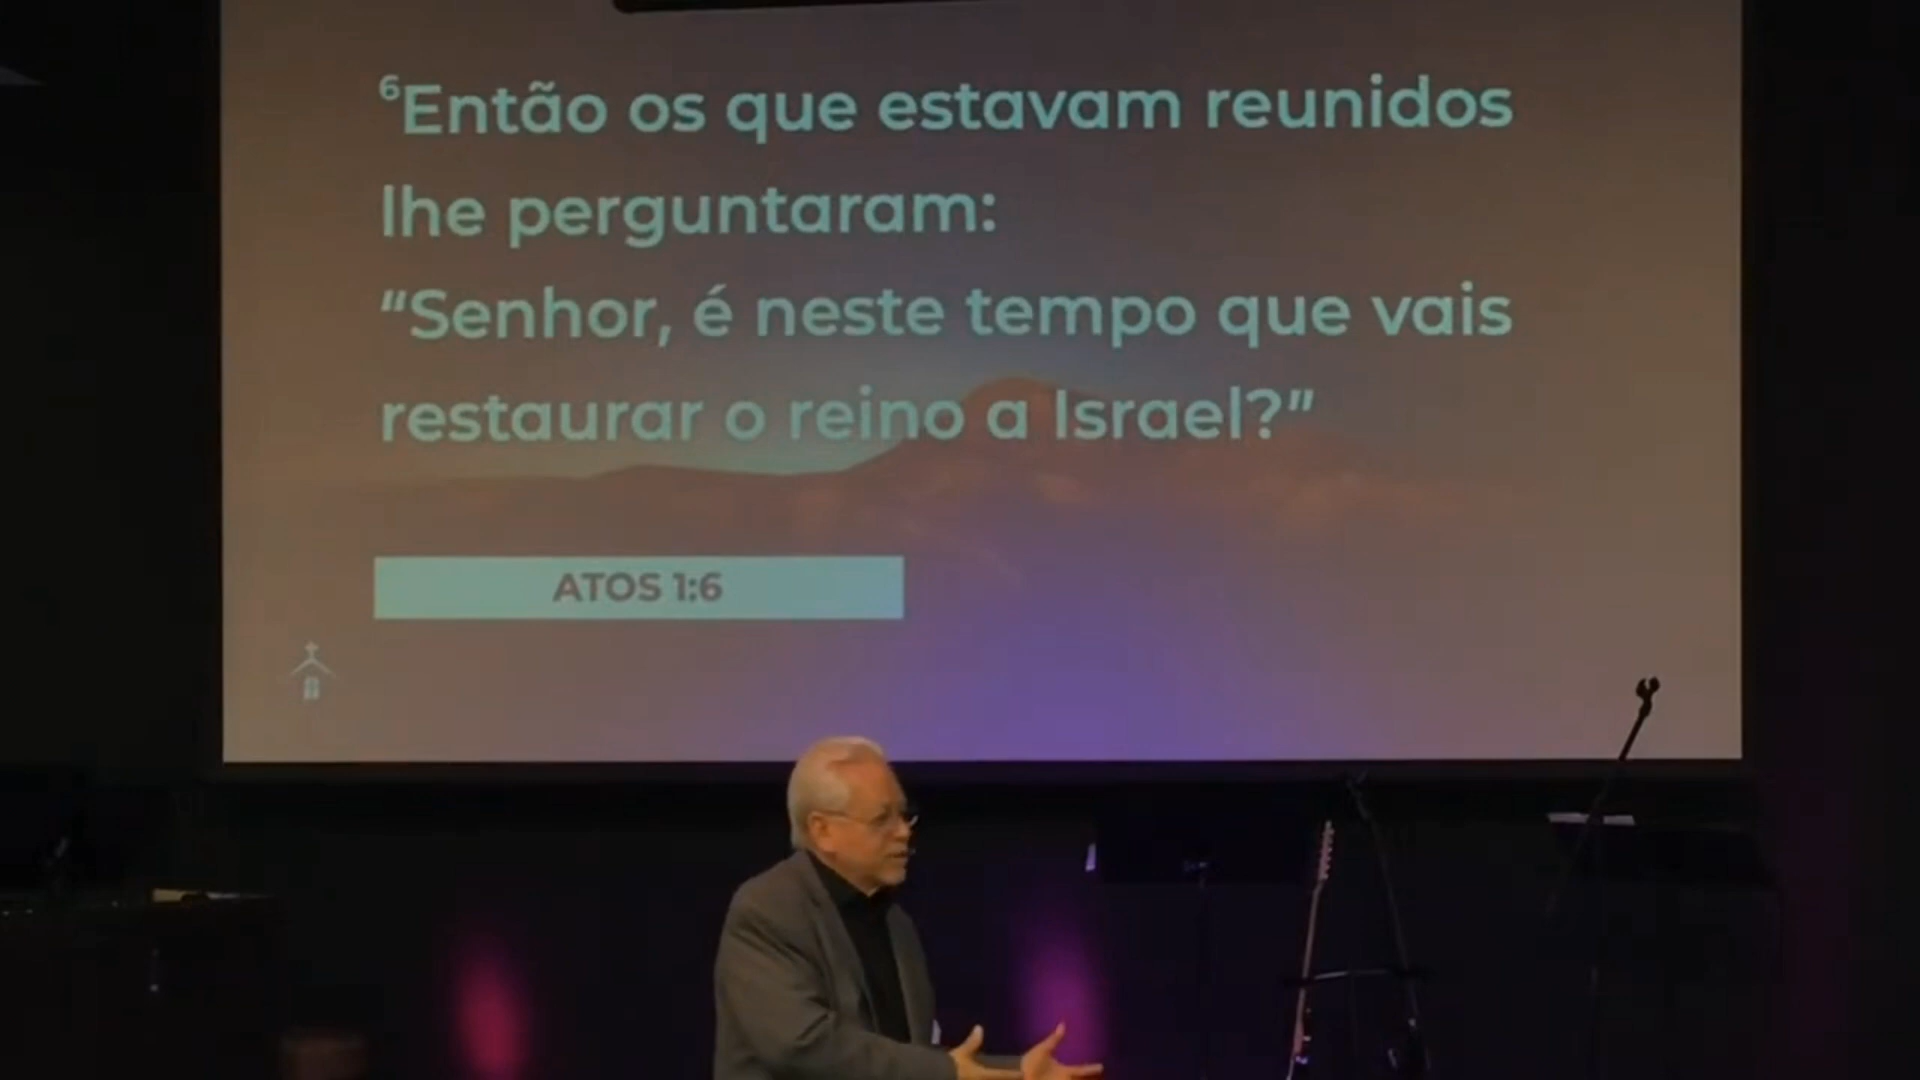 ⁶Então os que estavam reunidos
lhe perguntaram:
“Senhor, é neste tempo que vais
restaurar o reino a Israel?”
ATOS 1:6